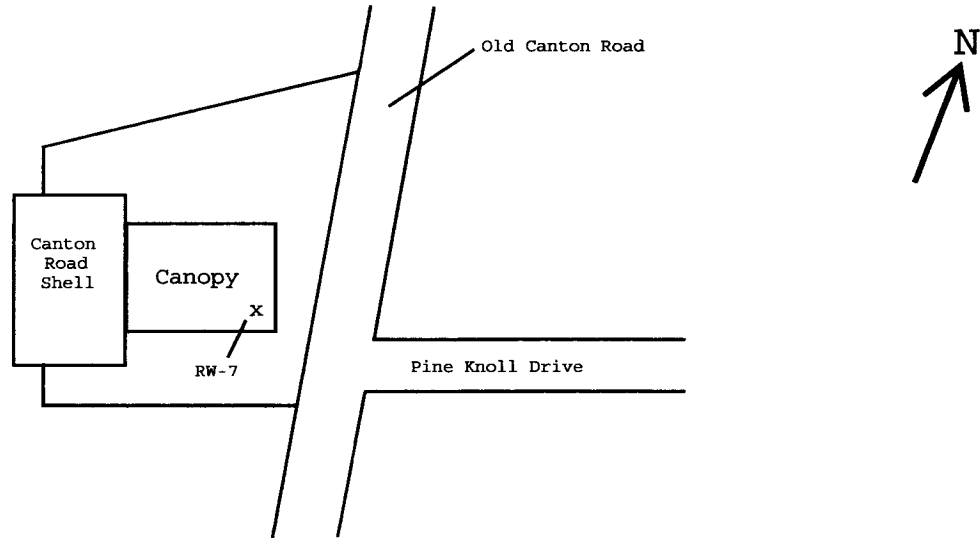 Old Canton Road
N
Canton
Road
Shell
Canopy
x
RW-7
Pine Knoll Drive